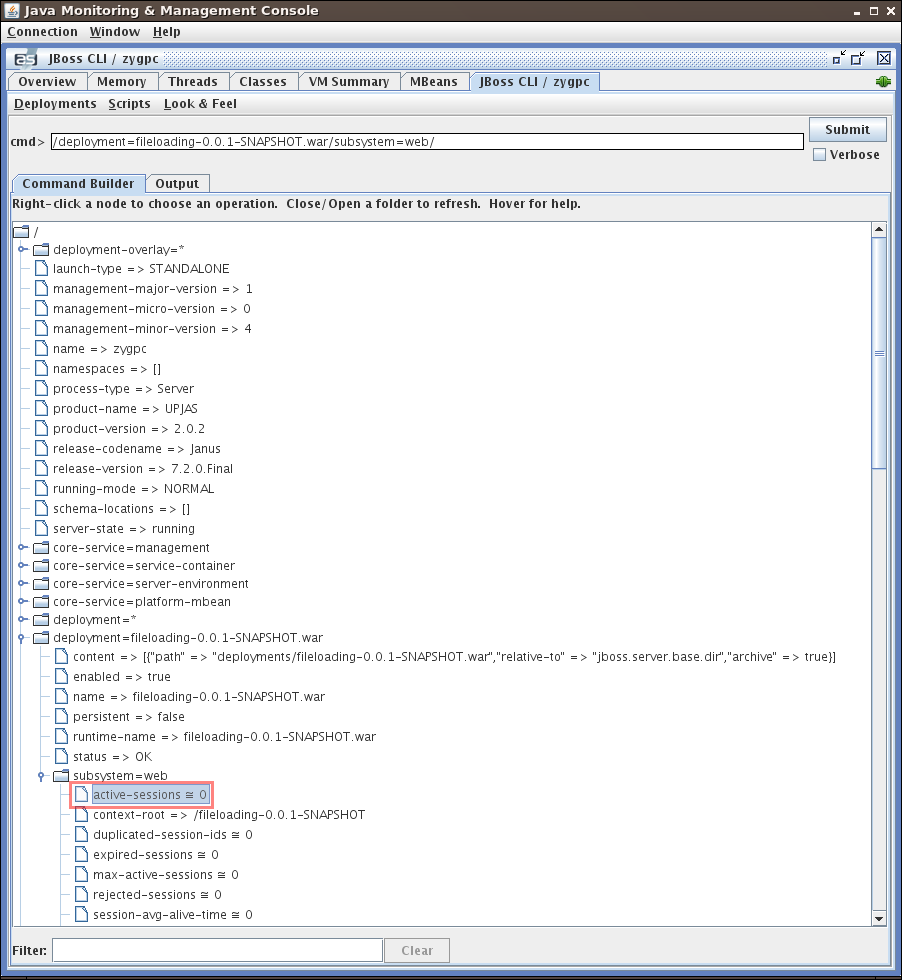 Java Monitoring & Management Console
Connection Window Help
JBoss CLI / zygpc
Overview Memory Threads Classes VM Summary MBeans JBoss CLI / zygpc
Deployments Scripts Look & Feel
cmd> /deployment=fileloading-0.0.1-SNAPSHOT.war/subsystem=web/ Submit
Verbose
Command Builder Output
Right-click a node to choose an operation. Close/Open a folder to refresh. Hover for help.
/
deployment-overlay=*
launch-type => STANDALONE
management-major-version => 1
management-micro-version => 0
management-minor-version => 4
name => zygpc
namespaces => []
process-type => Server
product-name => UPJAS
product-version => 2.0.2
release-codename => Janus
release-version => 7.2.0.Final
running-mode => NORMAL
schema-locations => []
server-state => running
core-service=management
core-service=service-container
core-service=server-environment
core-service=platform-mbean
deployment=*
deployment=fileloading-0.0.1-SNAPSHOT.war
content => [{"path" => "deployments/fileloading-0.0.1-SNAPSHOT.war","relative-to" => "jboss.server.base.dir","archive" => true}]
enabled => true
name => fileloading-0.0.1-SNAPSHOT.war
persistent => false
runtime-name => fileloading-0.0.1-SNAPSHOT.war
status => OK
subsystem=web
active-sessions ≅ 0
context-root => /fileloading-0.0.1-SNAPSHOT
duplicated-session-ids ≅ 0
expired-sessions ≅ 0
max-active-sessions ≅ 0
rejected-sessions ≅ 0
session-avg-alive-time ≅ 0
Filter: Clear